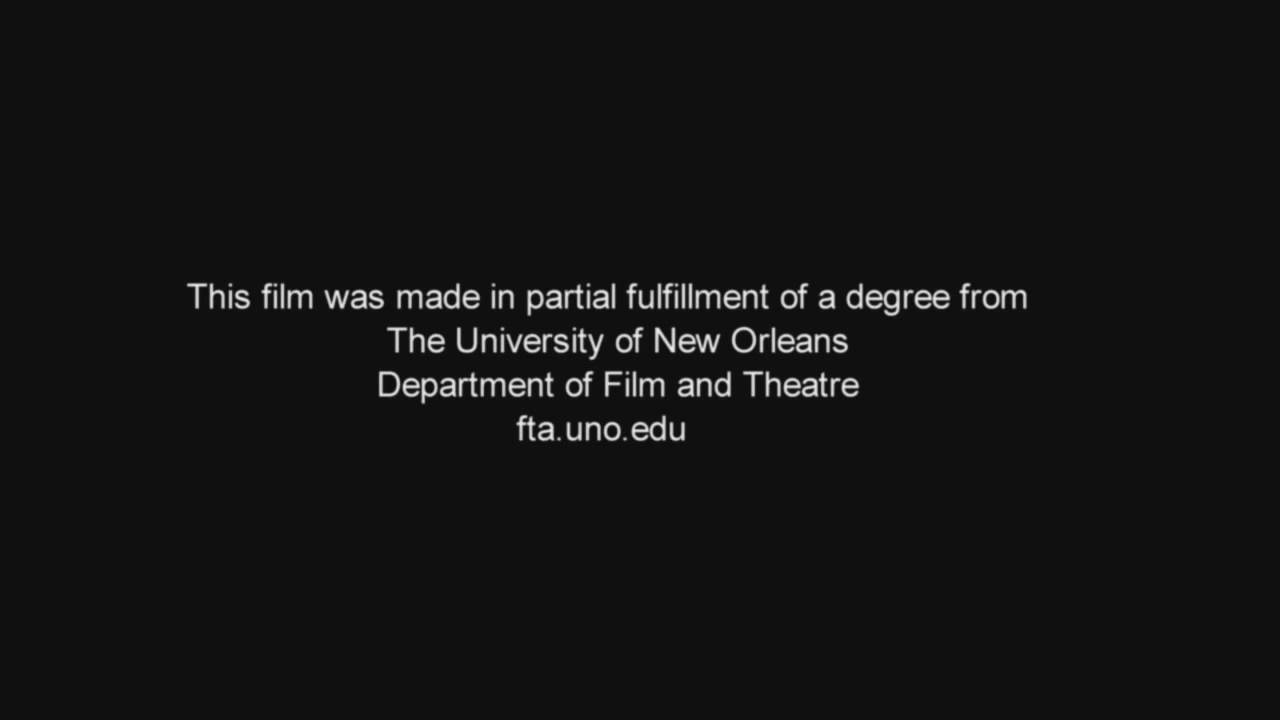 This film was made in partial fulfillment of a degree from
The University of New Orleans
Department of Film and Theatre
fta.uno.edu